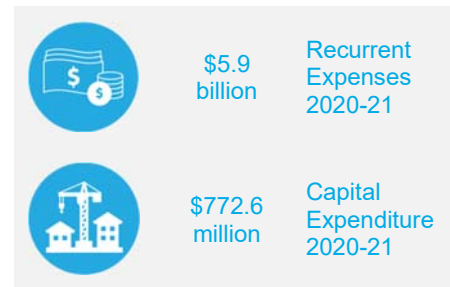 $5.9
billion
Recurrent
Expenses
2020-21
$772.6
million
Capital
Expenditure
2020-21